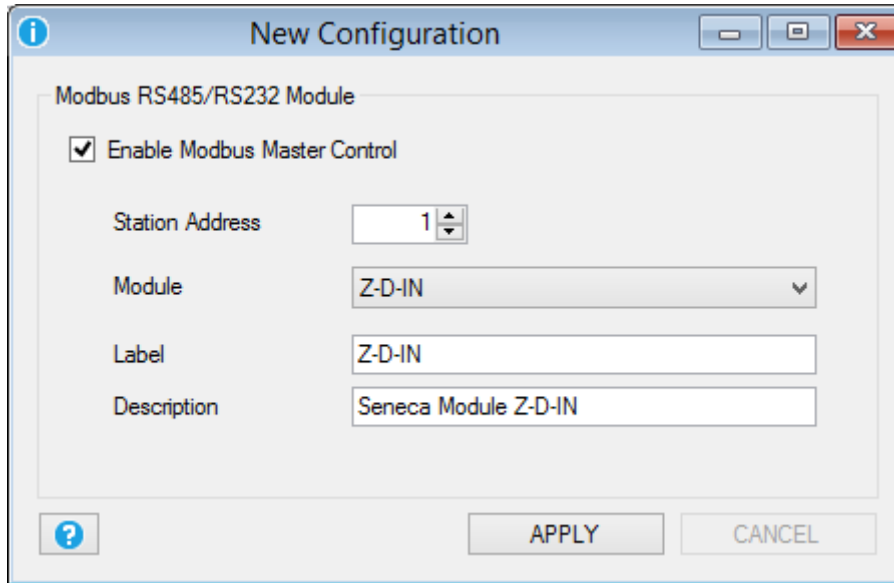 New Configuration
Modbus RS485/RS232 Module
Enable Modbus Master Control
Station Address 1
Module Z-D-IN
Label Z-D-IN
Description Seneca Module Z-D-IN
? APPLY CANCEL